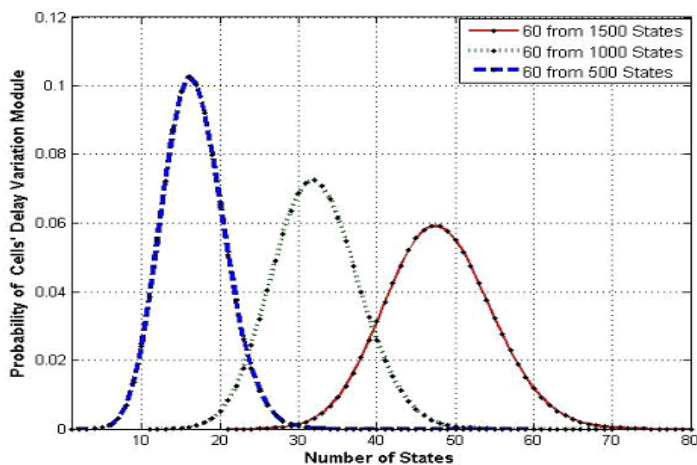 0.12
0.1
0.08
0.06
0.04
0.02
0
Probability of Cells' Delay Variation Module
60 from 1500 States
60 from 1000 States
60 from 500 States
10 20 30 40 50 60 70 80
Number of States